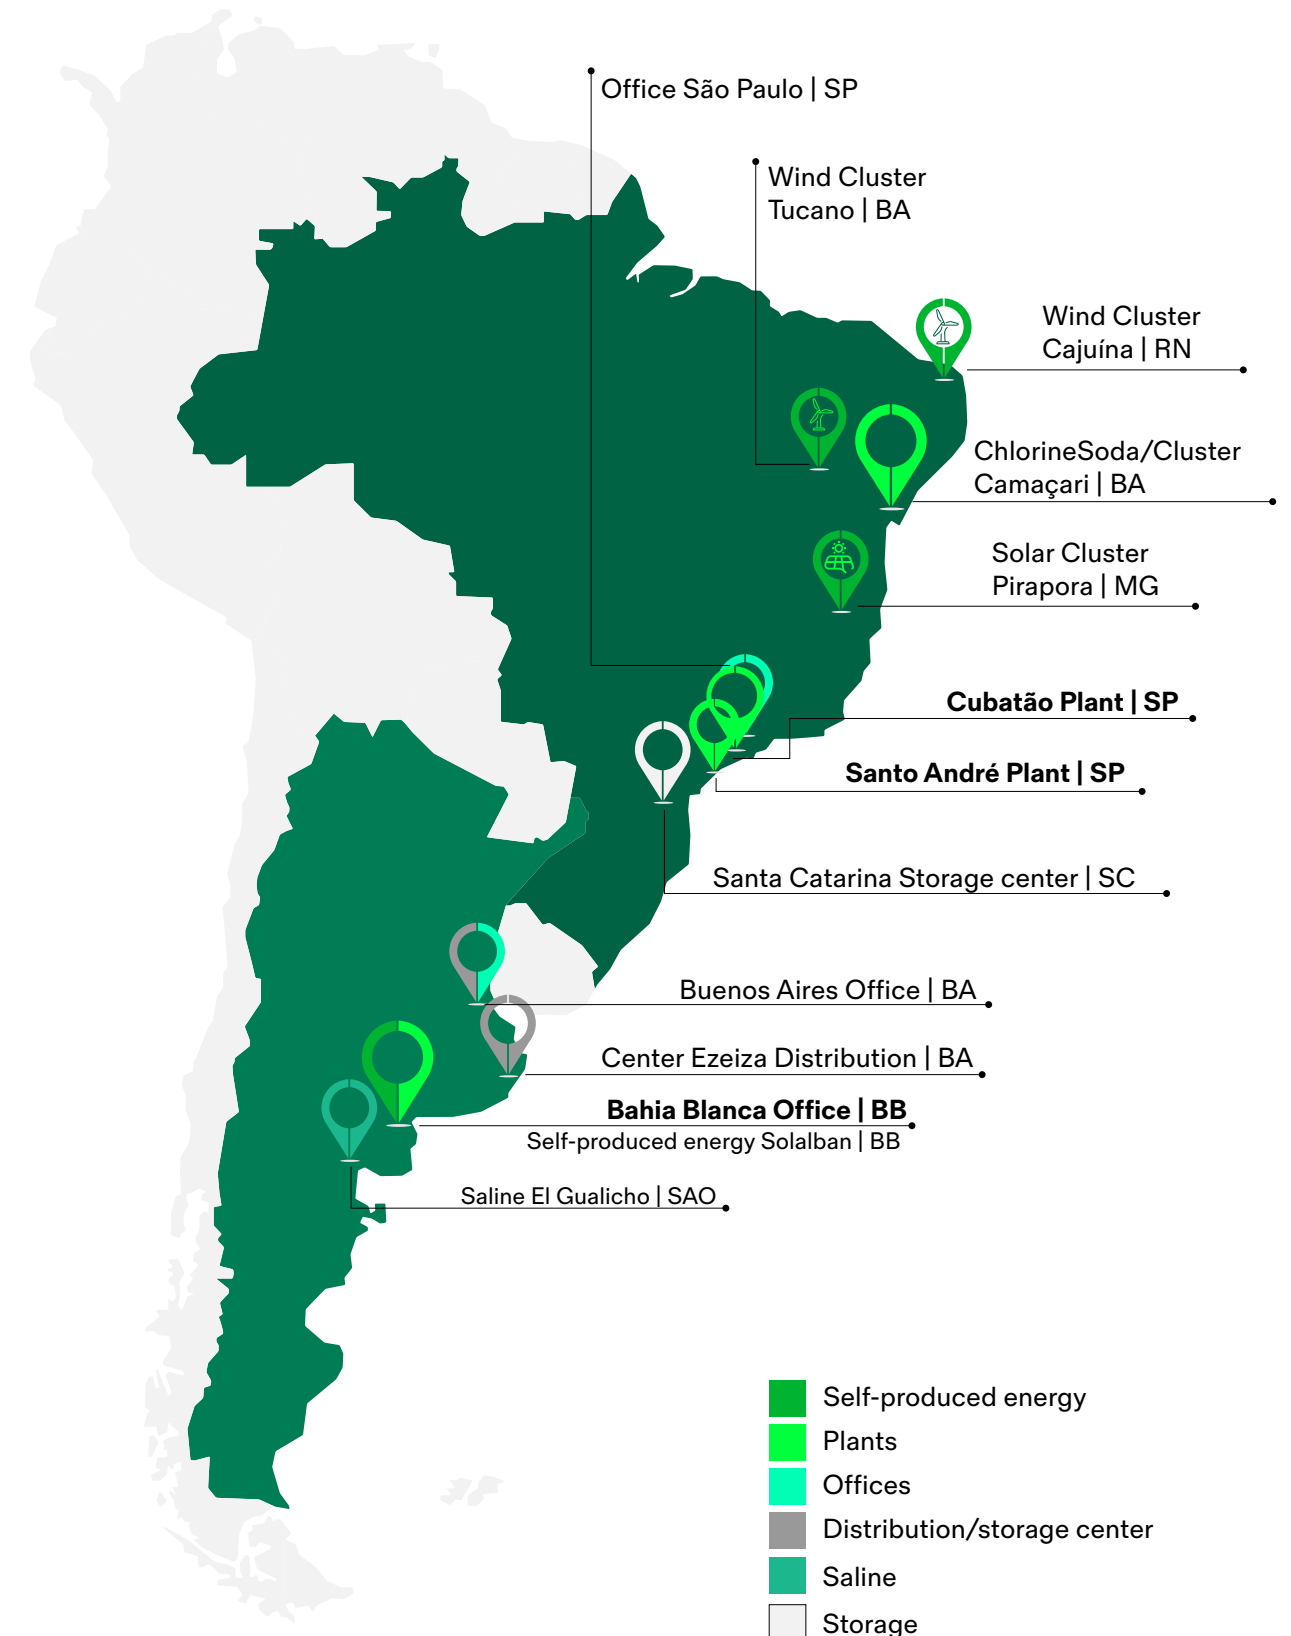 Office São Paulo | SP
Wind Cluster
Tucano | BA
Wind Cluster
Cajuína | RN
ChlorineSoda/Cluster
Camaçari | BA
Solar Cluster
Pirapora | MG
Cubatão Plant | SP
Santo André Plant | SP
Santa Catarina Storage center | SC
Buenos Aires Office | BA
Center Ezeiza Distribution | BA
Bahia Blanca Office | BB
Self-produced energy Solalban | BB
Saline El Gualicho | SAO
Self-produced energy
Plants
Offices
Distribution/storage center
Saline
Storage